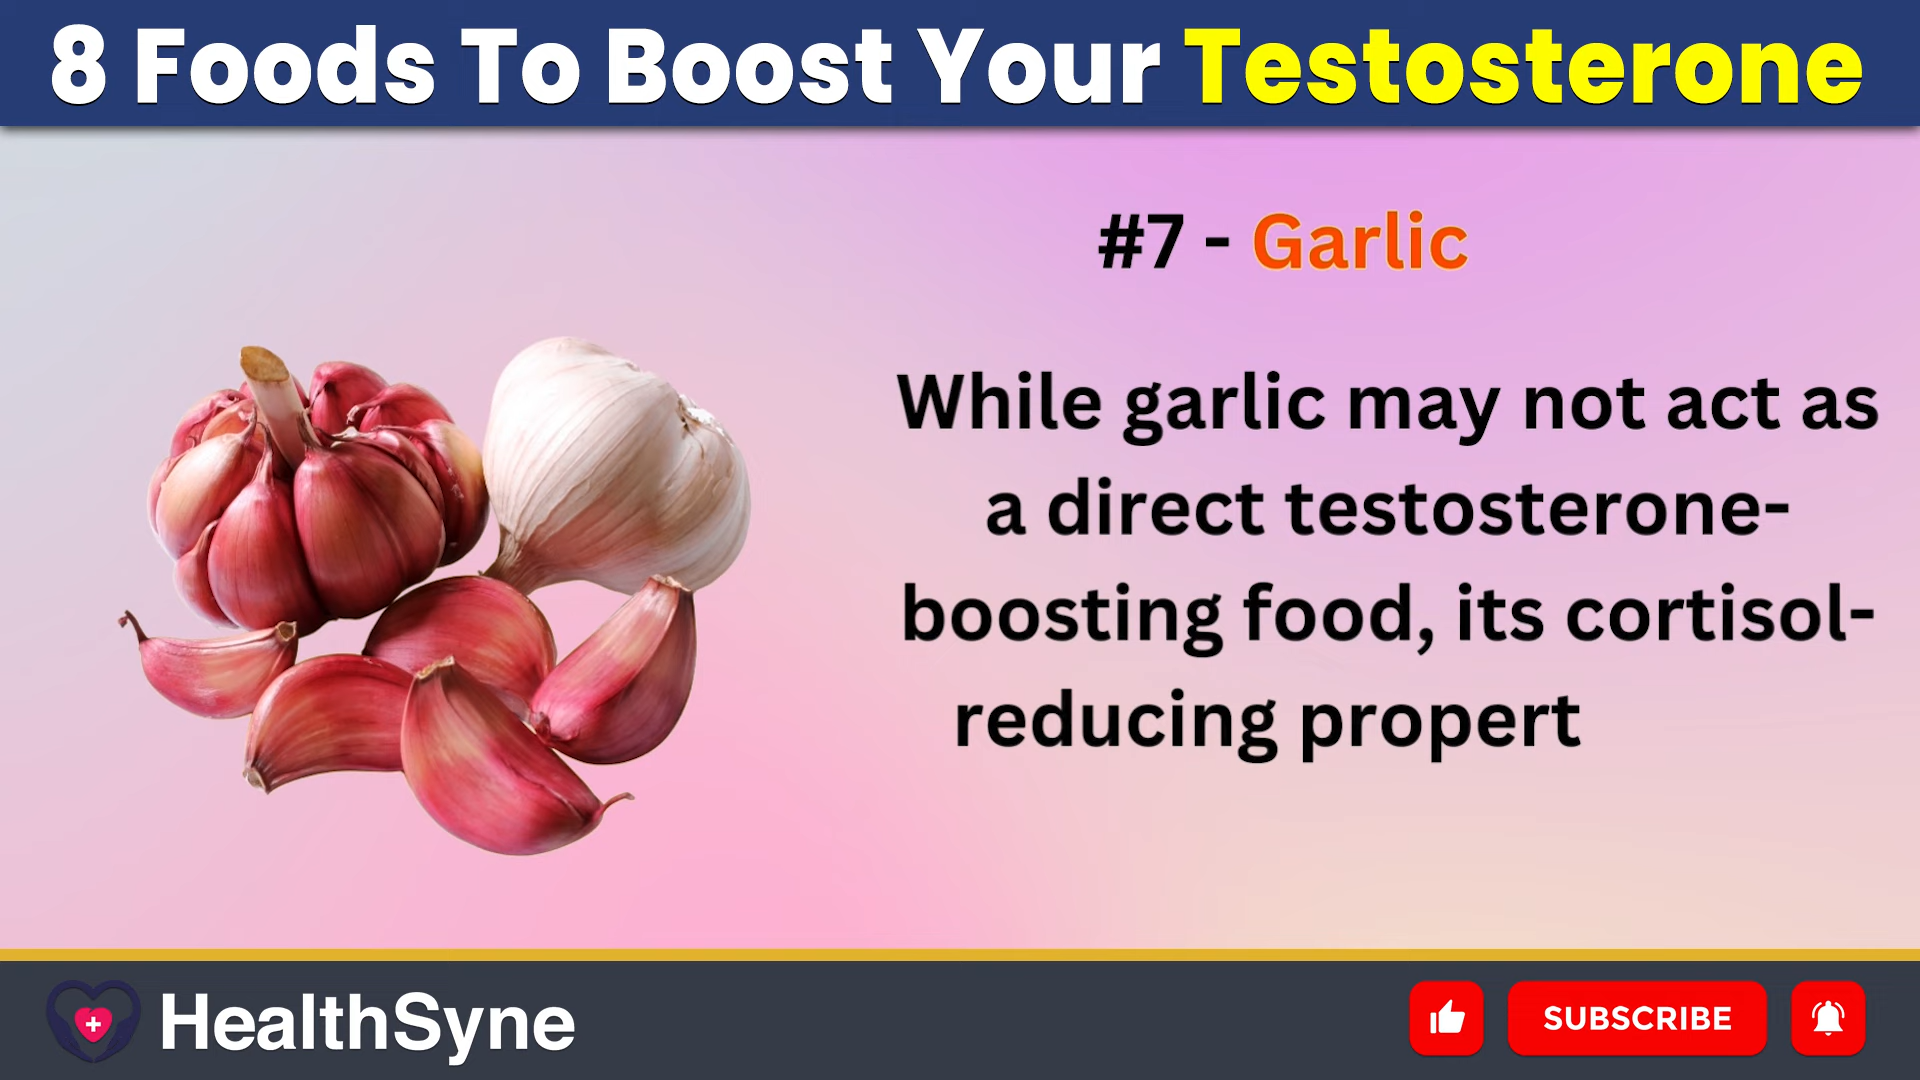 8 Foods To Boost Your Testosterone
#7 - Garlic
While garlic may not act as
a direct testosterone-
boosting food, its cortisol-
reducing propert
HealthSyne
SUBSCRIBE